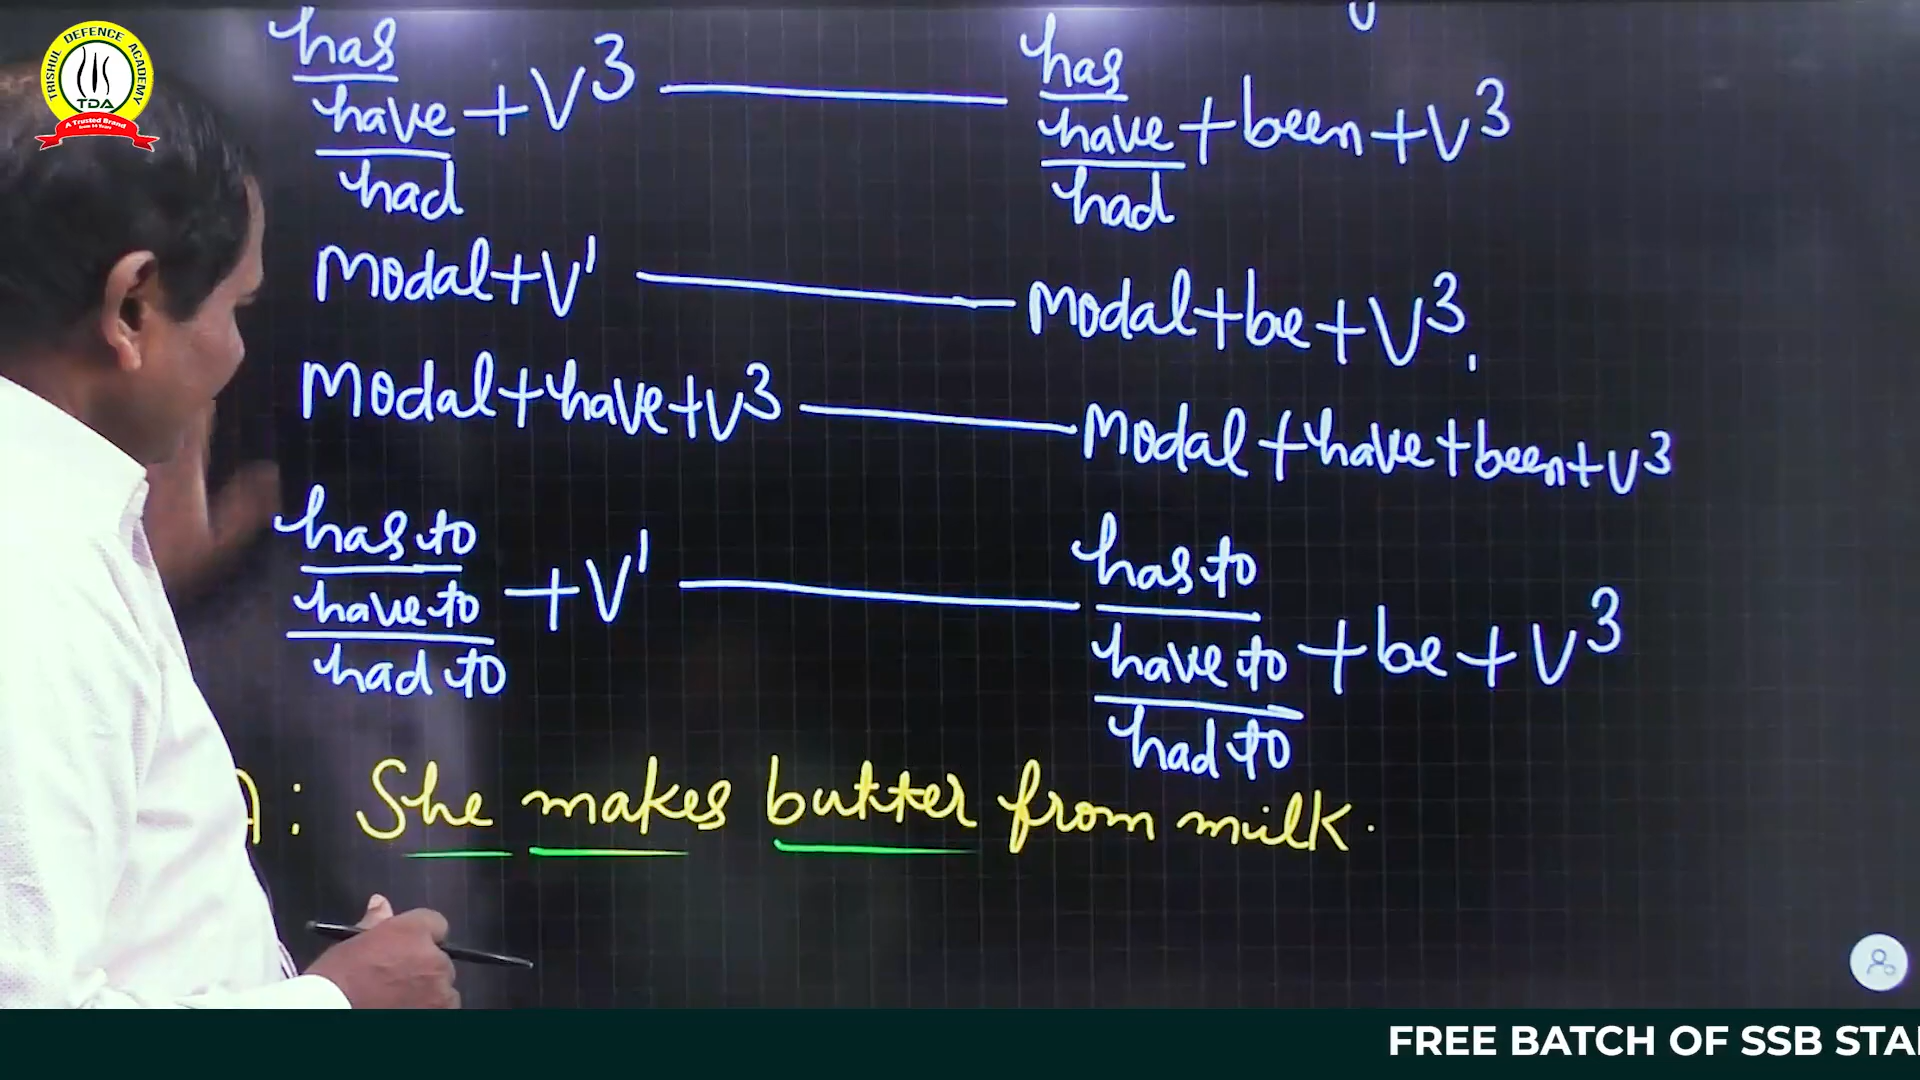 TRISHUL DEFENCE ACADEMY
TDA
A Trusted Brand
has
have + V3
had
has
have + been + V3
had
Modal + V1
Modal + be + V3.
Modal + have + V3
Modal + have + been + V3
has to
have to + V1
had to
has to
have to + be + V3
had to
A : She makes butter from milk.
FREE BATCH OF SSB STA